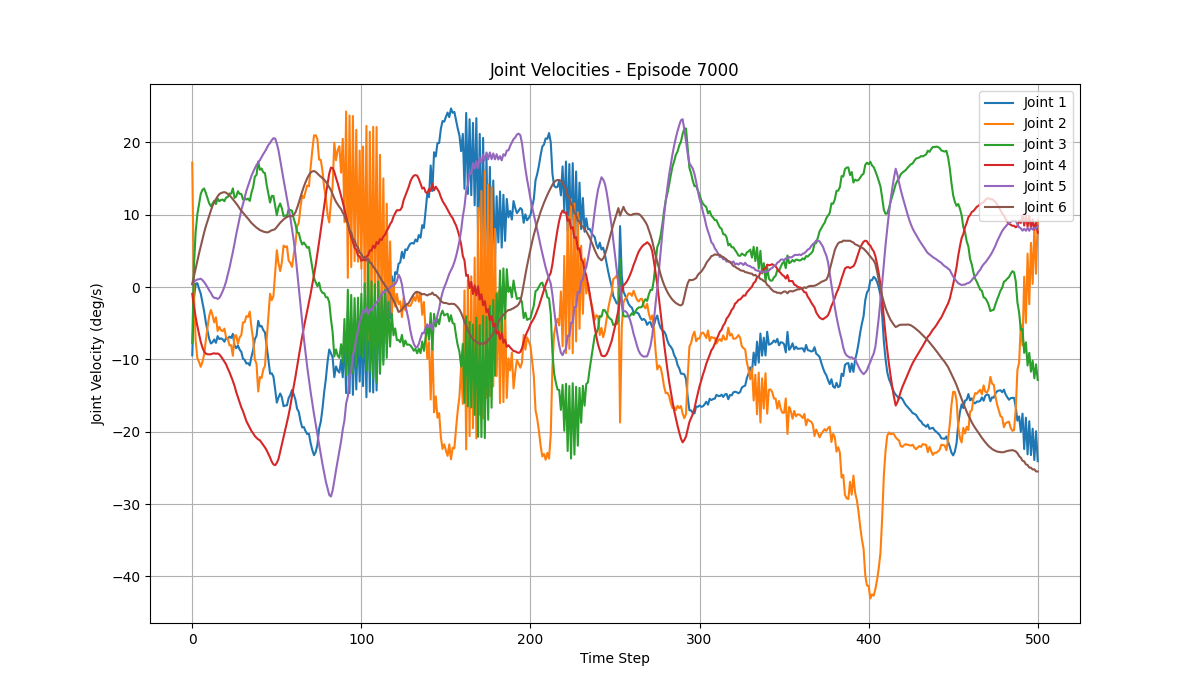 Joint Velocities - Episode 7000
Joint Velocity (deg/s)
20
10
0
−10
−20
−30
−40
0
100
200
300
400
500
Time Step
Joint 1
Joint 2
Joint 3
Joint 4
Joint 5
Joint 6